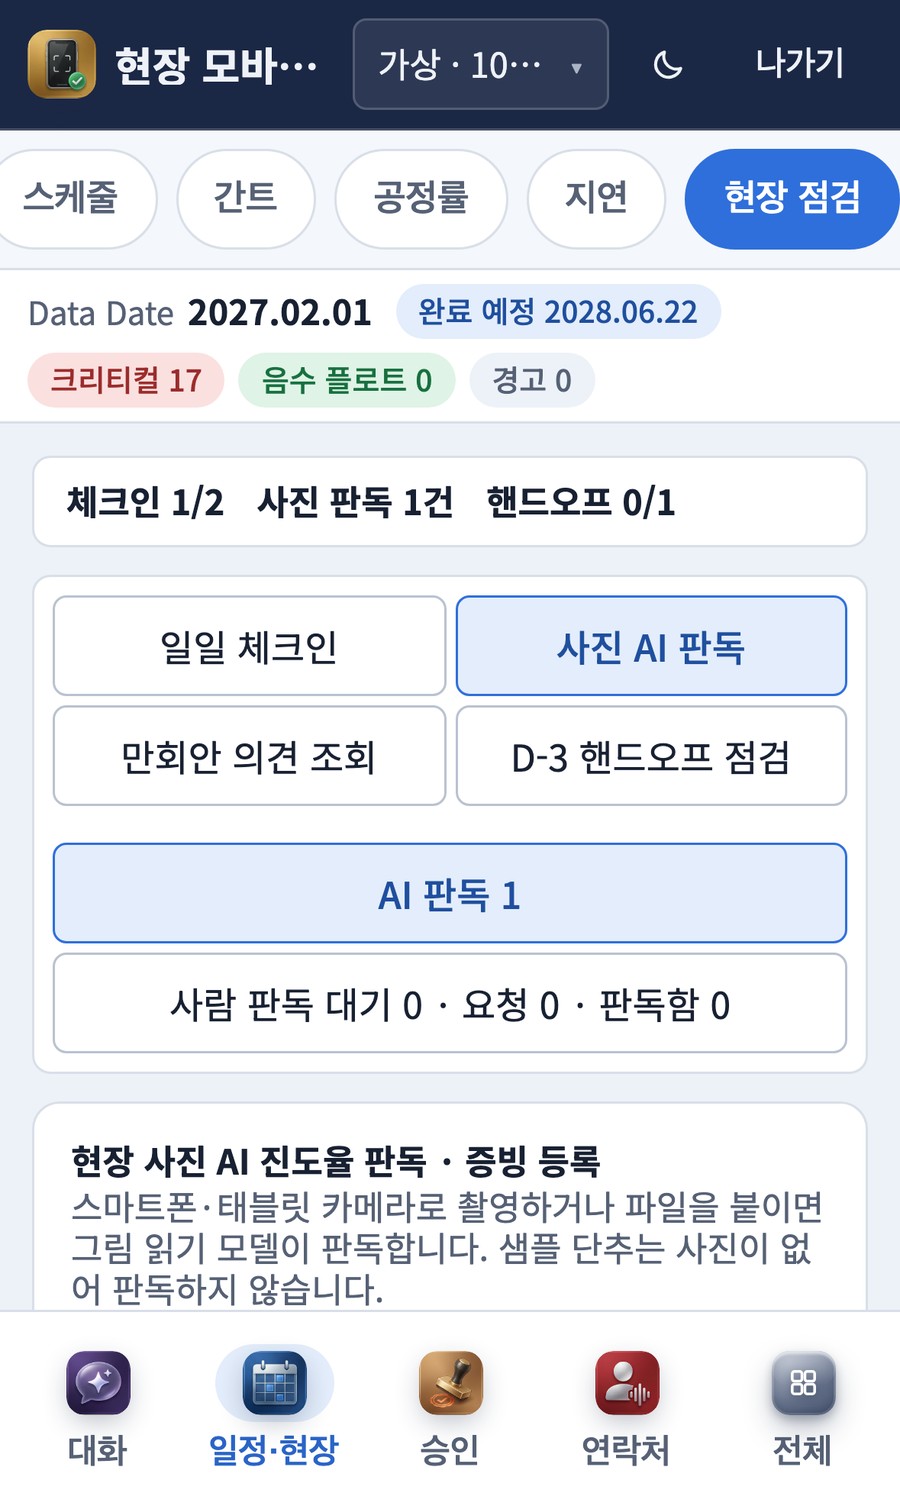 현장 모바…
가상 · 10…
나가기
스케줄
간트
공정률
지연
현장 점검
Data Date 2027.02.01
완료 예정 2028.06.22
크리티컬 17
음수 플로트 0
경고 0
체크인 1/2 사진 판독 1건 핸드오프 0/1
일일 체크인
사진 AI 판독
만회안 의견 조회
D-3 핸드오프 점검
AI 판독 1
사람 판독 대기 0 · 요청 0 · 판독함 0
현장 사진 AI 진도율 판독 · 증빙 등록
스마트폰·태블릿 카메라로 촬영하거나 파일을 붙이면
그림 읽기 모델이 판독합니다. 샘플 단추는 사진이 없
어 판독하지 않습니다.
대화
일정·현장
승인
연락처
전체